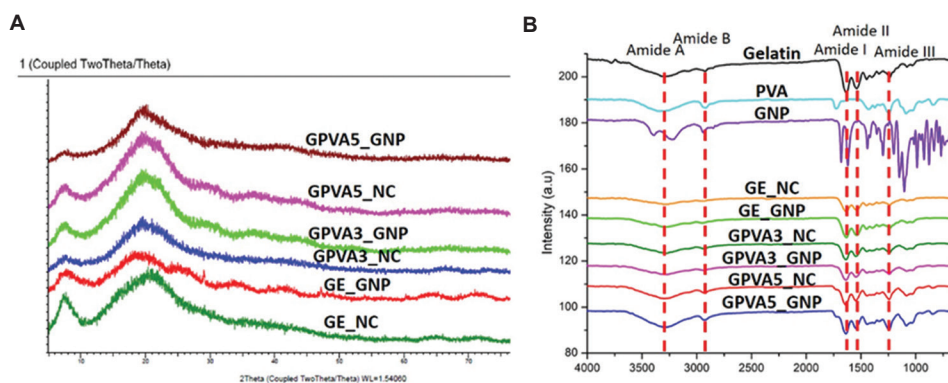 A
1 (Coupled TwoTheta/Theta)
GPVA5_GNP
GPVA5_NC
GPVA3_GNP
GPVA3_NC
GE_GNP
GE_NC
10 20 30 40 50 60 70
2Theta (Coupled TwoTheta/Theta) WL=1.54060
B
Amide II
Amide A Amide B Amide I Amide III
Gelatin
PVA
GNP
GE_NC
GE_GNP
GPVA3_NC
GPVA3_GNP
GPVA5_NC
GPVA5_GNP
Intensity (a.u)
200
180
160
140
120
100
80
4000 3500 3000 2500 2000 1500 1000